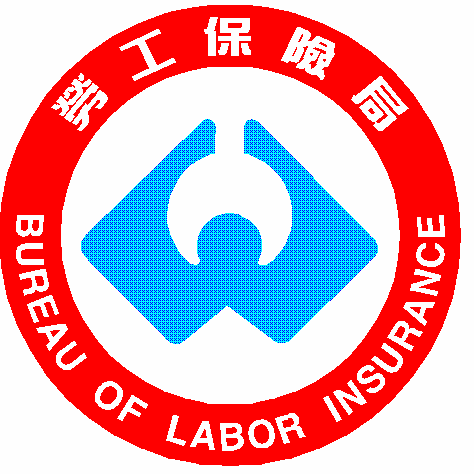 勞工保險局
BUREAU OF LABOR INSURANCE